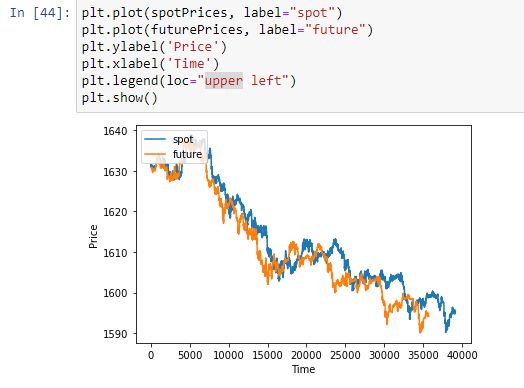 In [44]: plt.plot(spotPrices, label="spot")
plt.plot(futurePrices, label="future")
plt.ylabel('Price')
plt.xlabel('Time')
plt.legend(loc="upper left")
plt.show()
1640
1630
1620
1610
1600
1590
Price
spot
future
0 5000 10000 15000 20000 25000 30000 35000 40000
Time